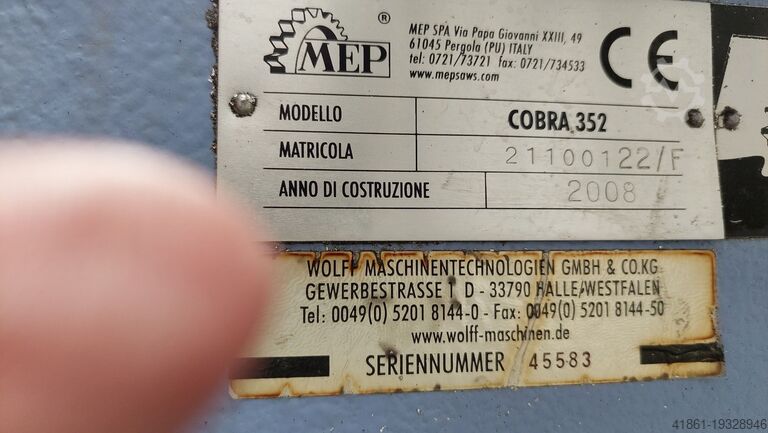 MEP®
MEP SPA Via Papa Giovanni XXIII, 49
61045 Pergola (PU) ITALY
tel: 0721/73721 fax: 0721/734533
www.mepsaws.com
CE
MODELLO COBRA 352
MATRICOLA 21100122/F
ANNO DI COSTRUZIONE 2008
WOLFF MASCHINENTECHNOLOGIEN GMBH & CO.KG
GEWERBESTRASSE 1 D - 33790 HALLE/WESTFALEN
Tel: 0049(0) 5201 8144-0 - Fax: 0049(0) 5201 8144-50
www.wolff-maschinen.de
SERIENNUMMER 45583
41861-19328946